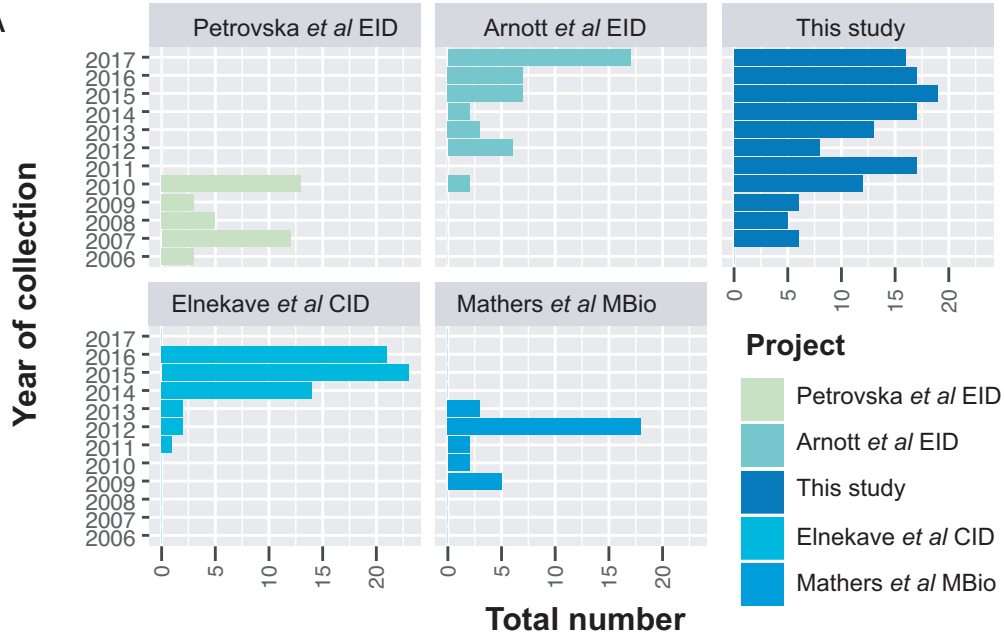 A
Petrovska et al EID
Arnott et al EID
This study
2017
2016
2015
2014
2013
2012
2011
2010
2009
2008
2007
2006
0
5
10
15
20
Elnekave et al CID
Mathers et al MBio
2017
2016
2015
2014
2013
2012
2011
2010
2009
2008
2007
2006
0
5
10
15
20
0
5
10
15
20
Year of collection
Total number
Project
Petrovska et al EID
Arnott et al EID
This study
Elnekave et al CID
Mathers et al MBio